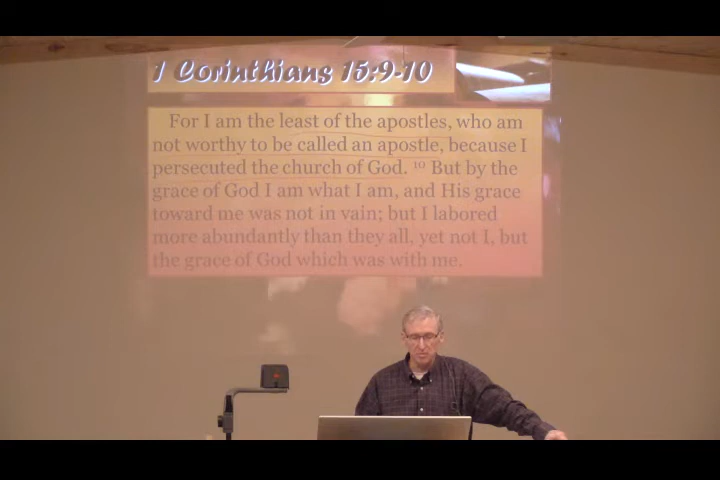 1 Corinthians 15:9-10
For I am the least of the apostles, who am
not worthy to be called an apostle, because I
persecuted the church of God. 10 But by the
grace of God I am what I am, and His grace
toward me was not in vain; but I labored
more abundantly than they all, yet not I, but
the grace of God which was with me.